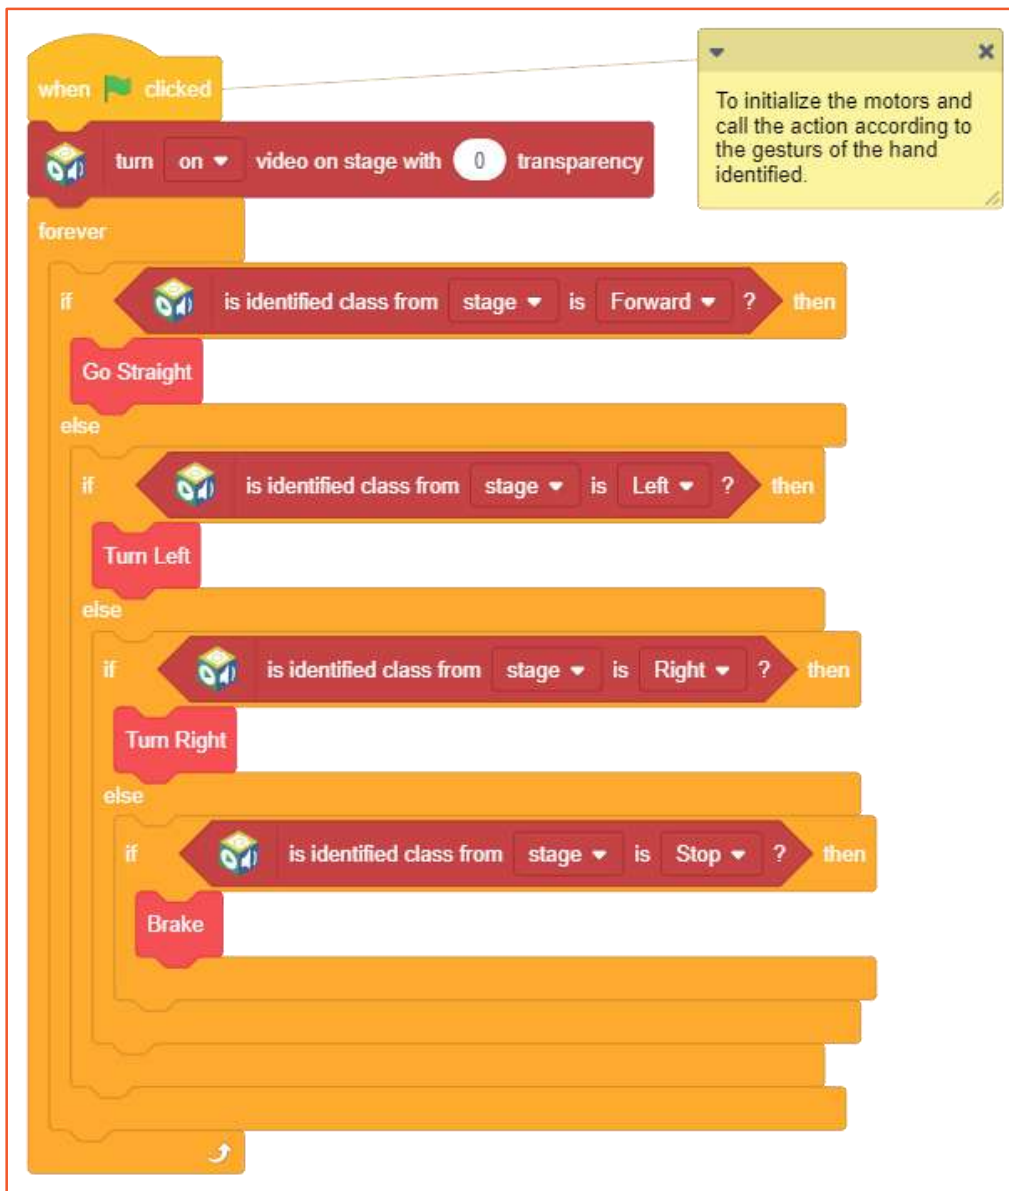 when clicked
To initialize the motors and
call the action according to
the gesturs of the hand
identified.
turn on video on stage with 0 transparency
forever
if is identified class from stage is Forward ? then
Go Straight
else
if is identified class from stage is Left ? then
Turn Left
else
if is identified class from stage is Right ? then
Turn Right
else
if is identified class from stage is Stop ? then
Brake